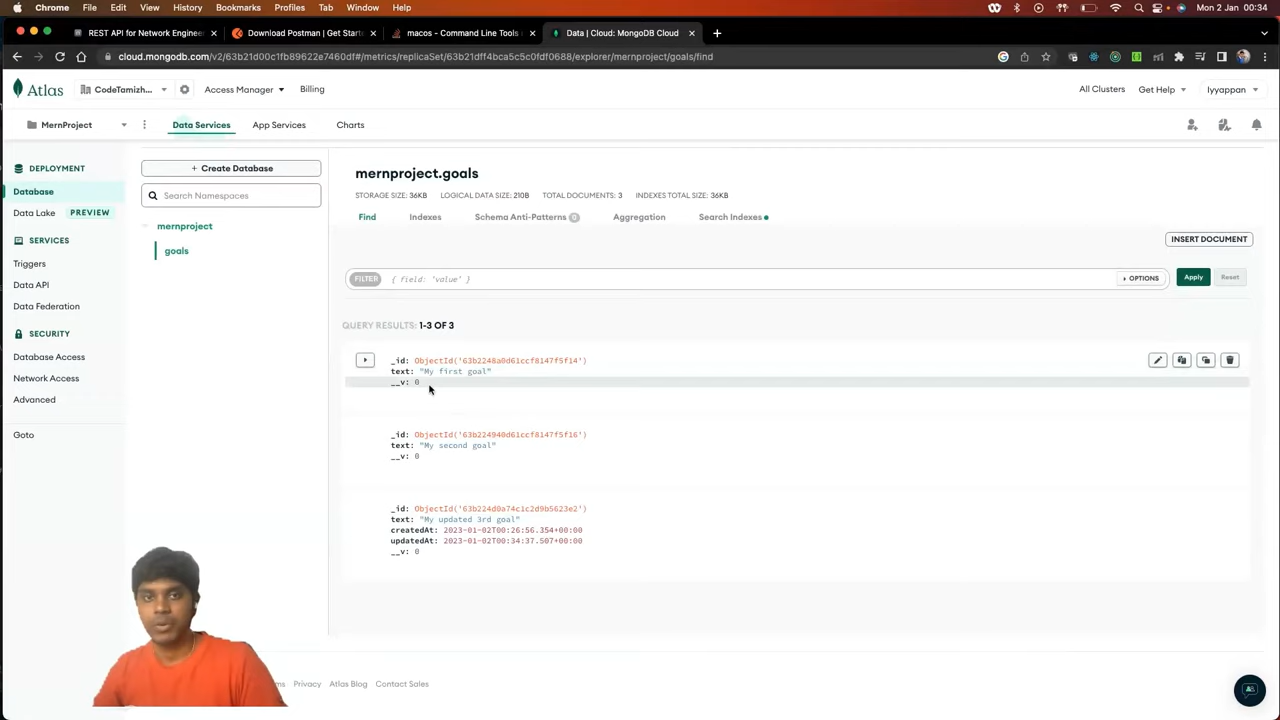 Chrome File Edit View History Bookmarks Profiles Tab Window Help Mon 2 Jan 00:34
REST API for Network Enginee
Download Postman | Get Starte
macos - Command Line Tools
Data | Cloud: MongoDB Cloud
cloud.mongodb.com/v2/63b21d00c1fb89622e7460df#/metrics/replicaSet/63b21dff4bca5c5c0fdf0688/explorer/mernproject/goals/find
Atlas CodeTamizh... Access Manager Billing All Clusters Get Help Iyyappan
MernProject Data Services App Services Charts
DEPLOYMENT
Database
Data Lake PREVIEW
SERVICES
Triggers
Data API
Data Federation
SECURITY
Database Access
Network Access
Advanced
Goto
+ Create Database
Search Namespaces
mernproject
goals
mernproject.goals
STORAGE SIZE: 36KB LOGICAL DATA SIZE: 210B TOTAL DOCUMENTS: 3 INDEXES TOTAL SIZE: 36KB
Find Indexes Schema Anti-Patterns 0 Aggregation Search Indexes
INSERT DOCUMENT
FILTER { field: 'value' } OPTIONS Apply Reset
QUERY RESULTS: 1-3 OF 3
_id: ObjectId('63b2248a0d61ccf8147f5f14')
text: "My first goal"
__v: 0
_id: ObjectId('63b224940d61ccf8147f5f16')
text: "My second goal"
__v: 0
_id: ObjectId('63b224d0a74c1c2d9b5623e2')
text: "My updated 3rd goal"
createdAt: 2023-01-02T00:26:56.354+00:00
updatedAt: 2023-01-02T00:34:37.507+00:00
__v: 0
Privacy Atlas Blog Contact Sales